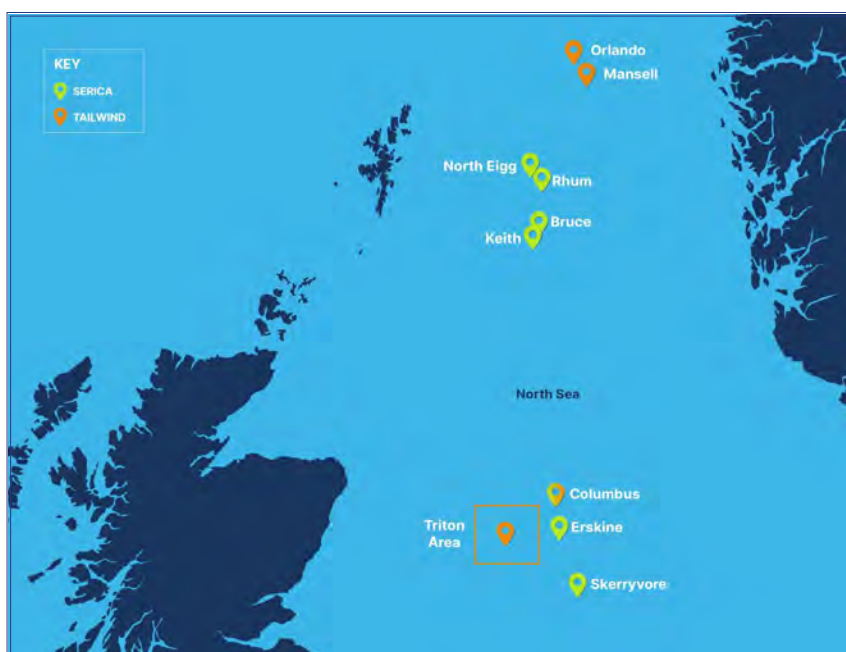 KEY
SERICA
TAILWIND
Orlando
Mansell
North Eigg
Rhum
Bruce
Keith
North Sea
Columbus
Triton
Area
Erskine
Skerryvore